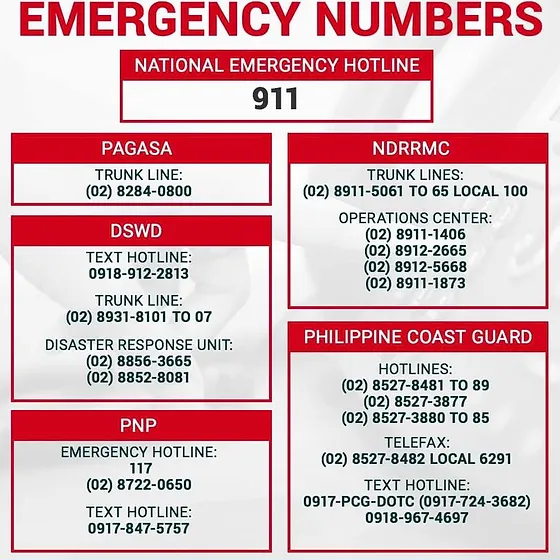 EMERGENCY NUMBERS
NATIONAL EMERGENCY HOTLINE
911
PAGASA
TRUNK LINE:
(02) 8284-0800
DSWD
TEXT HOTLINE:
0918-912-2813
TRUNK LINE:
(02) 8931-8101 TO 07
DISASTER RESPONSE UNIT:
(02) 8856-3665
(02) 8852-8081
PNP
EMERGENCY HOTLINE:
117
(02) 8722-0650
TEXT HOTLINE:
0917-847-5757
NDRRMC
TRUNK LINES:
(02) 8911-5061 TO 65 LOCAL 100
OPERATIONS CENTER:
(02) 8911-1406
(02) 8912-2665
(02) 8912-5668
(02) 8911-1873
PHILIPPINE COAST GUARD
HOTLINES:
(02) 8527-8481 TO 89
(02) 8527-3877
(02) 8527-3880 TO 85
TELEFAX:
(02) 8527-8482 LOCAL 6291
TEXT HOTLINE:
0917-PCG-DOTC (0917-724-3682)
0918-967-4697